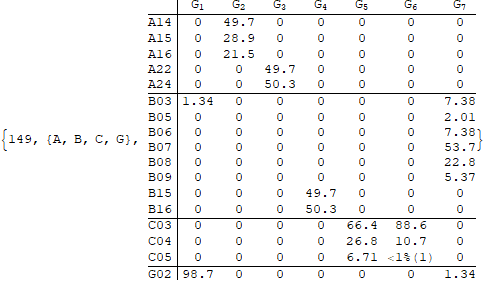 G1 G2 G3 G4 G5 G6 G7
A14 0 49.7 0 0 0 0 0
A15 0 28.9 0 0 0 0 0
A16 0 21.5 0 0 0 0 0
A22 0 0 49.7 0 0 0 0
A24 0 0 50.3 0 0 0 0
B03 1.34 0 0 0 0 0 7.38
B05 0 0 0 0 0 0 2.01
B06 0 0 0 0 0 0 7.38
{149, {A, B, C, G}, B07 0 0 0 0 0 0 53.7}
B08 0 0 0 0 0 0 22.8
B09 0 0 0 0 0 0 5.37
B15 0 0 0 49.7 0 0 0
B16 0 0 0 50.3 0 0 0
C03 0 0 0 0 66.4 88.6 0
C04 0 0 0 0 26.8 10.7 0
C05 0 0 0 0 6.71 <1%(1) 0
G02 98.7 0 0 0 0 0 1.34